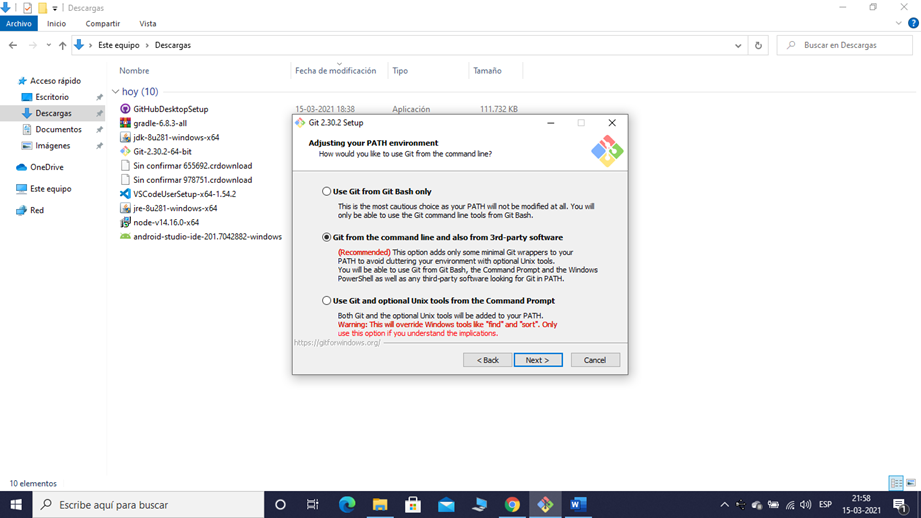 Descargas
Archivo Inicio Compartir Vista
Este equipo Descargas
Buscar en Descargas
Nombre Fecha de modificación Tipo Tamaño
Acceso rápido
Escritorio
Descargas
Documentos
Imágenes
OneDrive
Este equipo
Red
hoy (10)
GitHubDesktopSetup 15-03-2021 18:38 Aplicación 111.732 KB
gradle-6.8.3-all
jdk-8u281-windows-x64
Git-2.30.2-64-bit
Sin confirmar 655692.crdownload
Sin confirmar 978751.crdownload
VSCodeUserSetup-x64-1.54.2
jre-8u281-windows-x64
node-v14.16.0-x64
android-studio-ide-201.7042882-windows
Git 2.30.2 Setup
Adjusting your PATH environment
How would you like to use Git from the command line?
Use Git from Git Bash only
This is the most cautious choice as your PATH will not be modified at all. You will
only be able to use the Git command line tools from Git Bash.
Git from the command line and also from 3rd-party software
(Recommended) This option adds only some minimal Git wrappers to your
PATH to avoid cluttering your environment with optional Unix tools.
You will be able to use Git from Git Bash, the Command Prompt and the Windows
PowerShell as well as any third-party software looking for Git in PATH.
Use Git and optional Unix tools from the Command Prompt
Both Git and the optional Unix tools will be added to your PATH.
Warning: This will override Windows tools like "find" and "sort". Only
use this option if you understand the implications.
https://gitforwindows.org/
< Back Next > Cancel
10 elementos
Escribe aquí para buscar
ESP
21:58
15-03-2021
1